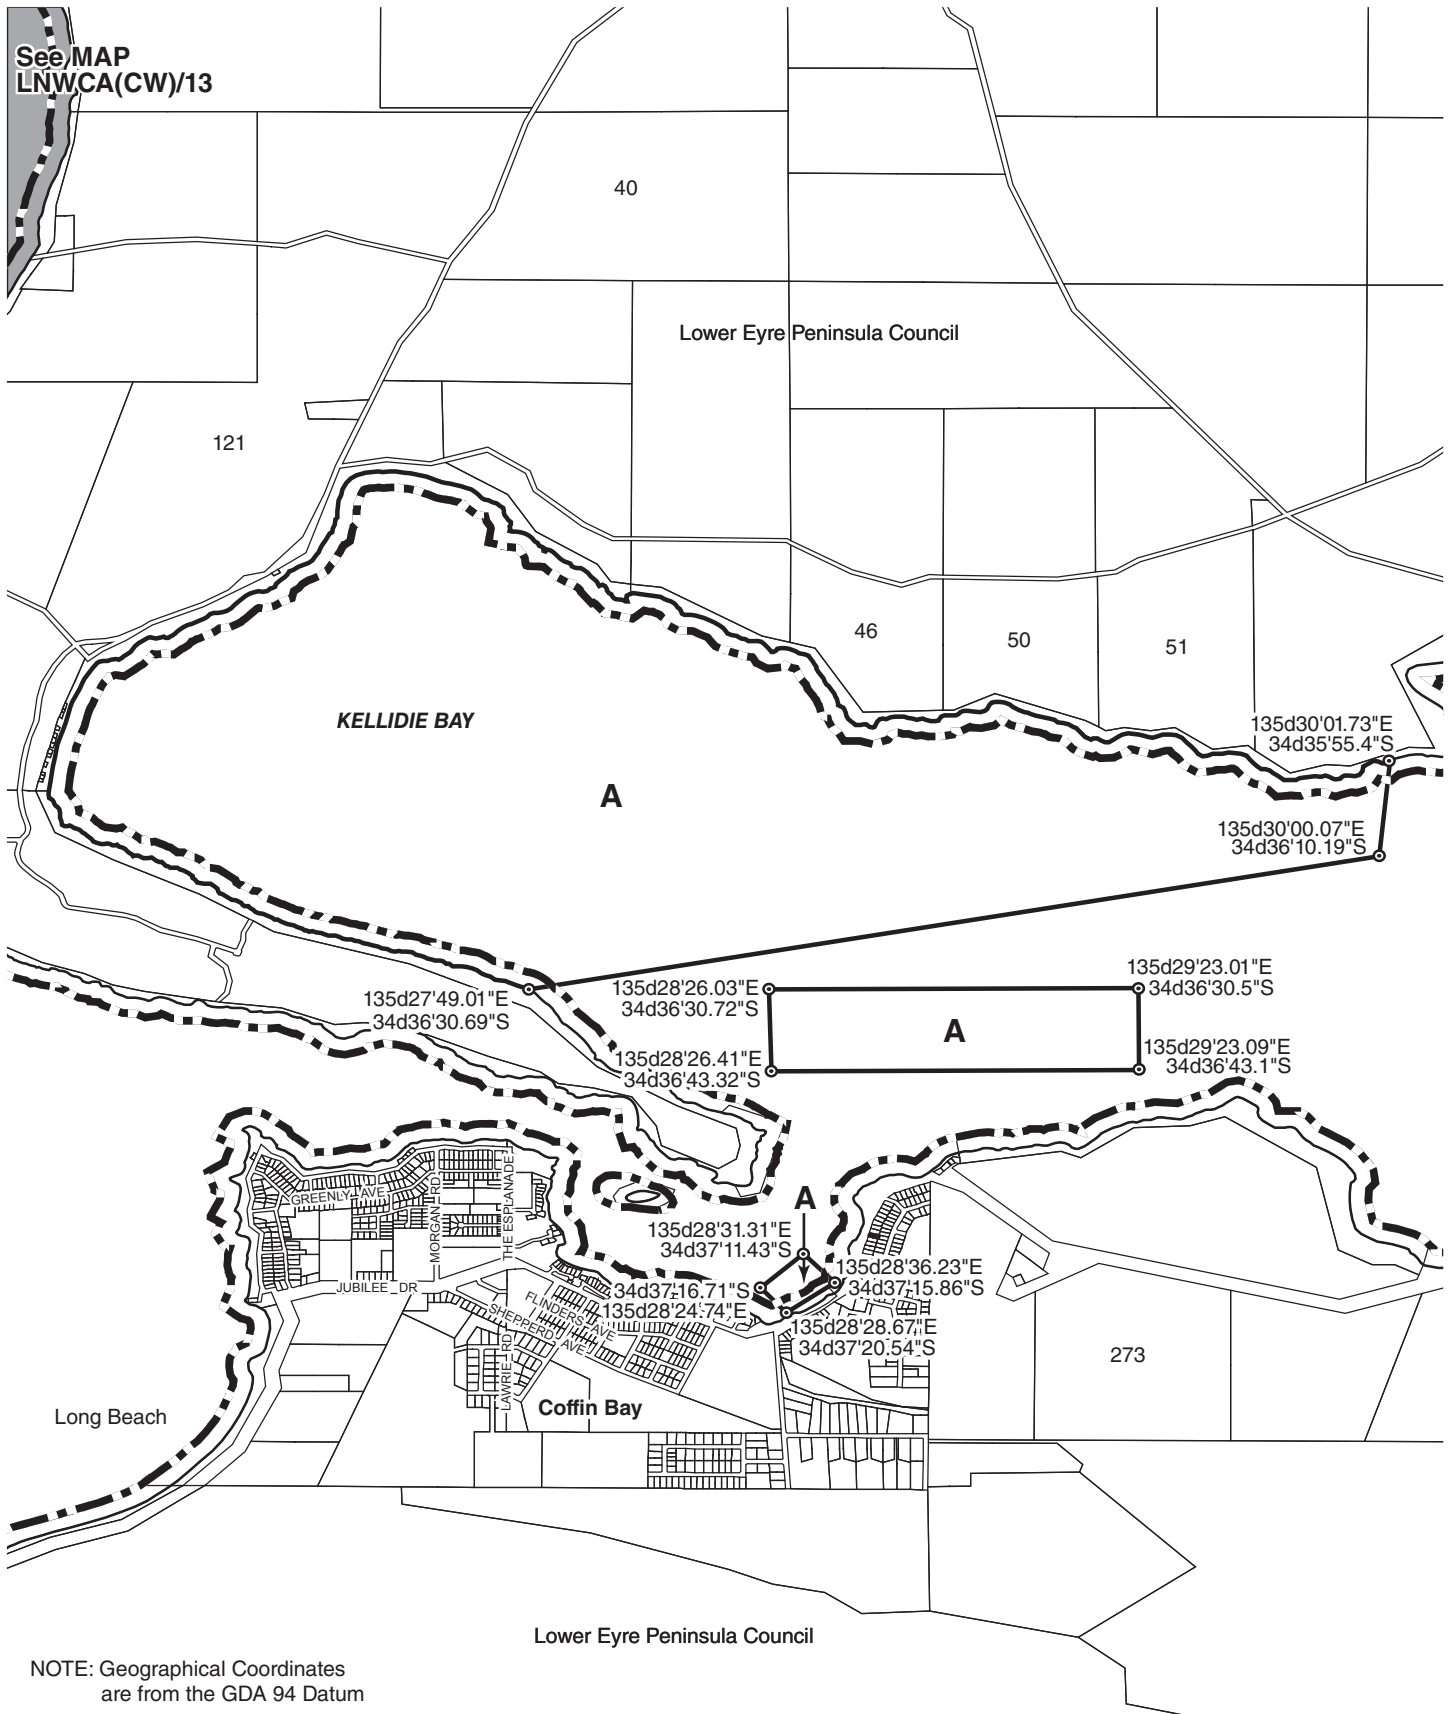 See MAP
LNWCA(CW)/13
40
Lower Eyre Peninsula Council
121
46
50
51
KELLIDIE BAY
135d30'01.73"E
34d35'55.4"S
A
135d30'00.07"E
34d36'10.19"S
135d27'49.01"E
34d36'30.69"S
135d28'26.03"E
34d36'30.72"S
135d29'23.01"E
34d36'30.5"S
A
135d28'26.41"E
34d36'43.32"S
135d29'23.09"E
34d36'43.1"S
GREENLY AVE
MORGAN RD
THE ESPLANADE
A
135d28'31.31"E
34d37'11.43"S
135d28'36.23"E
34d37'15.86"S
JUBILEE DR
34d37'16.71"S
135d28'24.74"E
FLINDERS AVE
SHEPPERD AVE
LAWRIE RD
135d28'28.67"E
34d37'20.54"S
273
Coffin Bay
Long Beach
Lower Eyre Peninsula Council
NOTE: Geographical Coordinates
are from the GDA 94 Datum